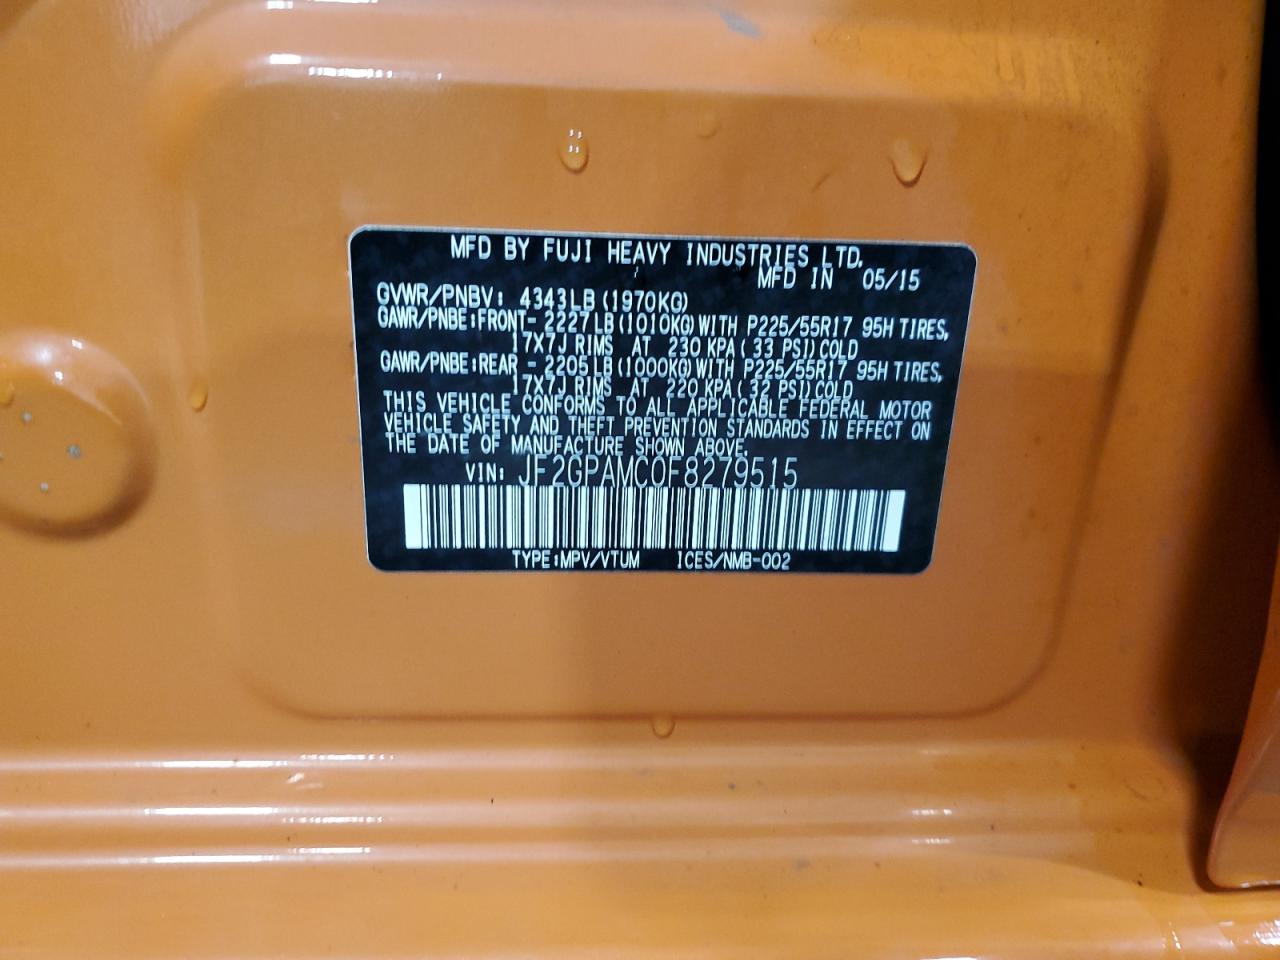 MFD BY FUJI HEAVY INDUSTRIES LTD.
MFD IN 05/15
GVWR/PNBV: 4343LB(1970KG)
GAWR/PNBE:FRONT- 2227LB(1010KG)WITH P225/55R17 95H TIRES,
17X7J RIMS AT 230 KPA(33 PSI)COLD
GAWR/PNBE:REAR - 2205LB(1000KG)WITH P225/55R17 95H TIRES,
17X7J RIMS AT 220 KPA(32 PSI)COLD
THIS VEHICLE CONFORMS TO ALL APPLICABLE FEDERAL MOTOR
VEHICLE SAFETY AND THEFT PREVENTION STANDARDS IN EFFECT ON
THE DATE OF MANUFACTURE SHOWN ABOVE.
VIN: JF2GPAMC0F8279515
TYPE:MPV/VTUM ICES/NMB-002